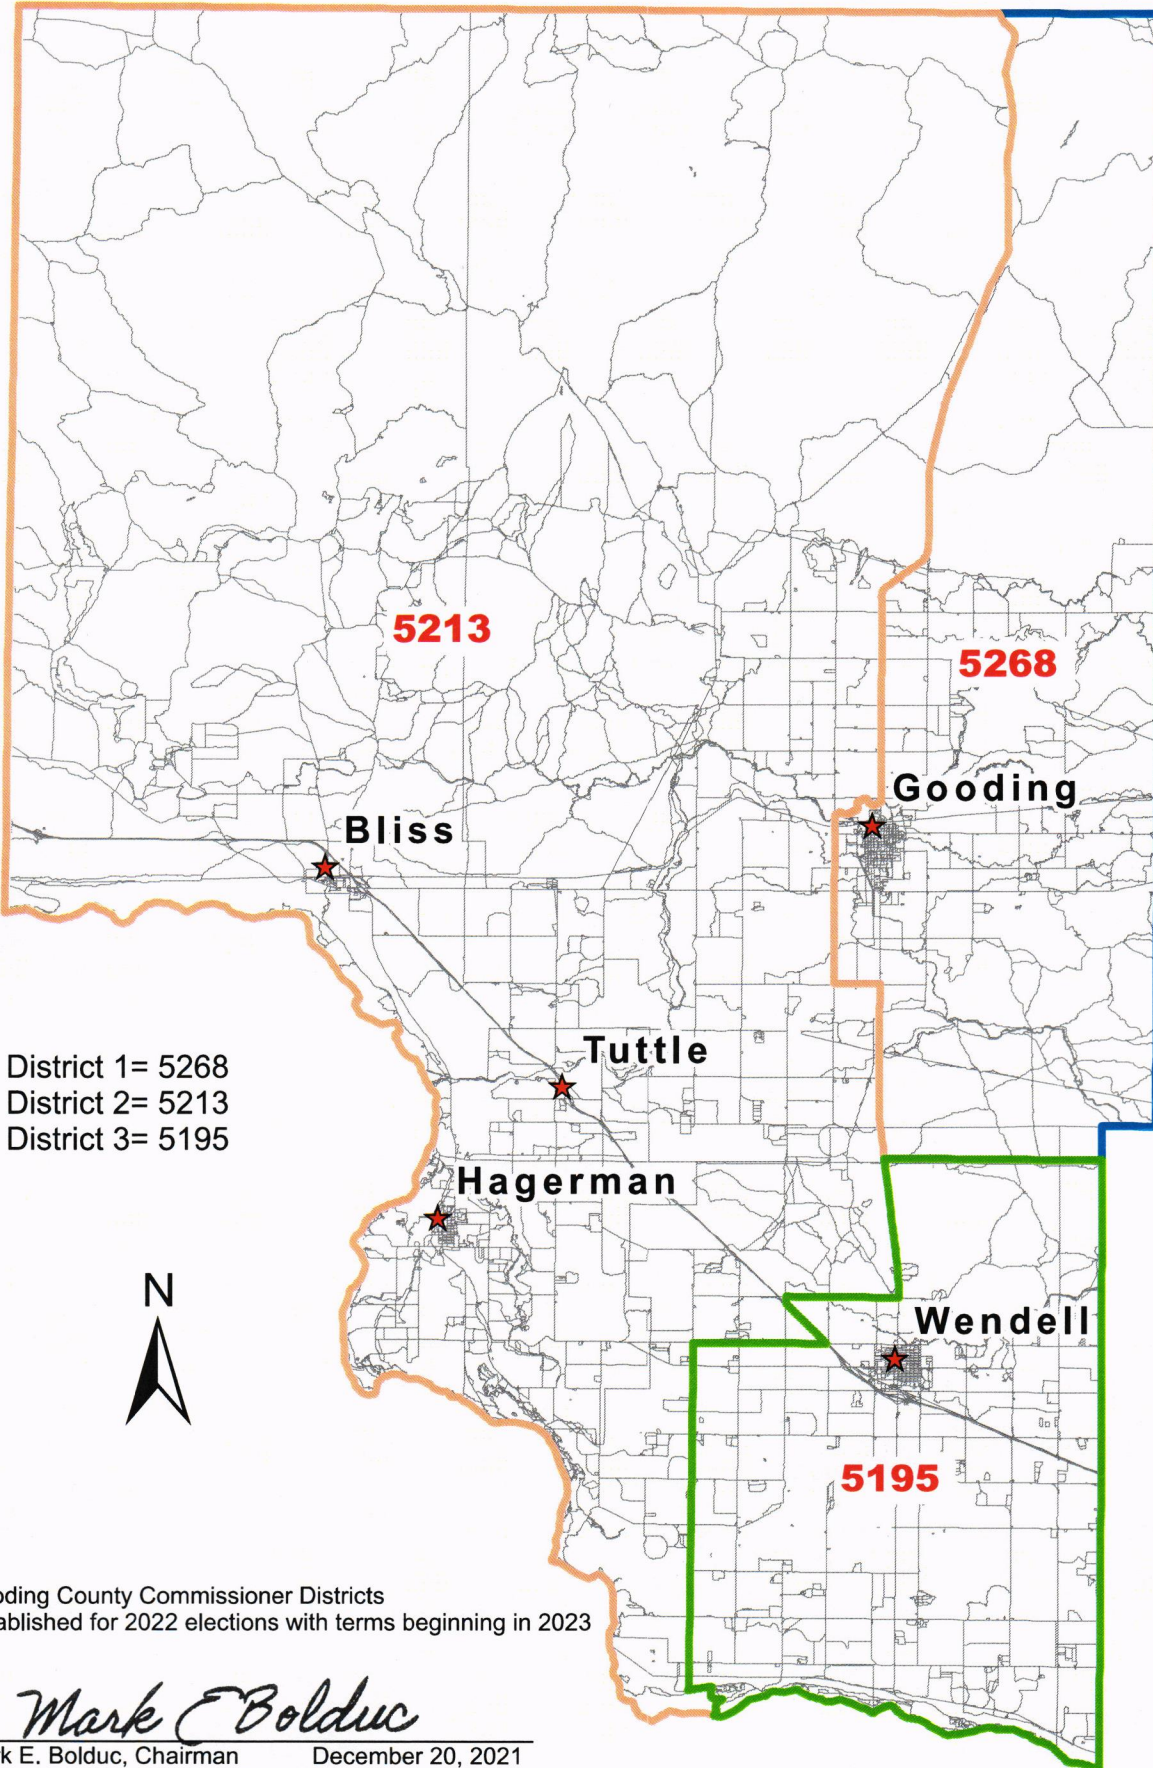 5213
5268
Gooding
Bliss
Tuttle
District 1= 5268
District 2= 5213
District 3= 5195
Hagerman
N
Wendell
5195
oding County Commissioner Districts
ablished for 2022 elections with terms beginning in 2023
Mark E Bolduc
k E. Bolduc, Chairman December 20, 2021